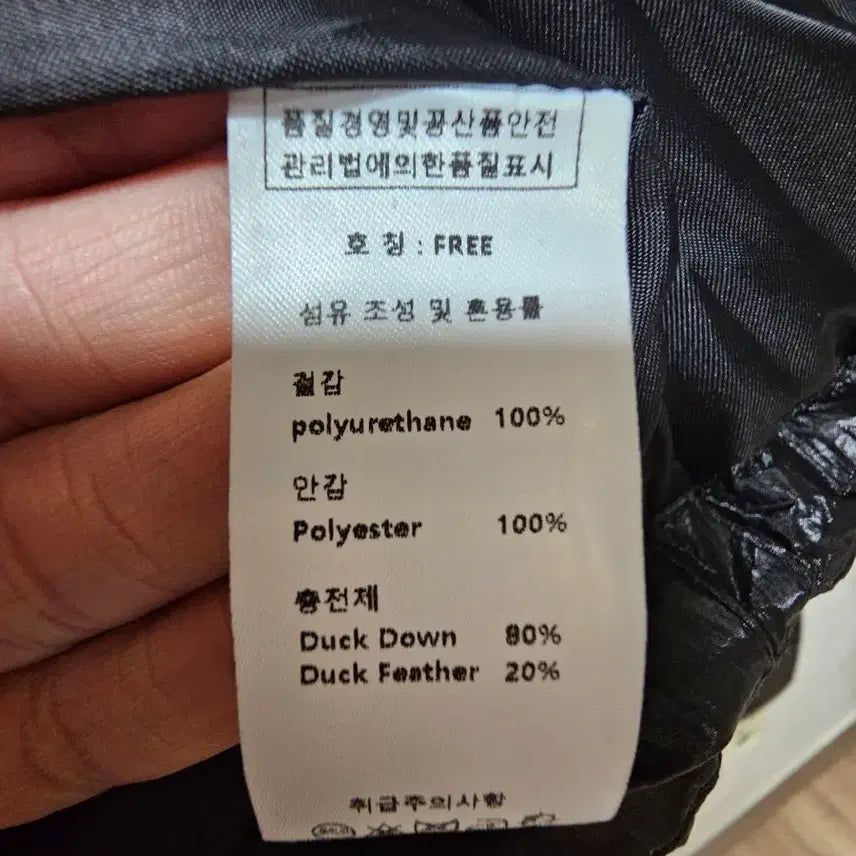 품질경영및공산품안전
관리법에의한품질표시
호 칭 : FREE
섬유 조성 및 혼용률
겉감
polyurethane 100%
안감
Polyester 100%
충전제
Duck Down 80%
Duck Feather 20%
취급주의사항